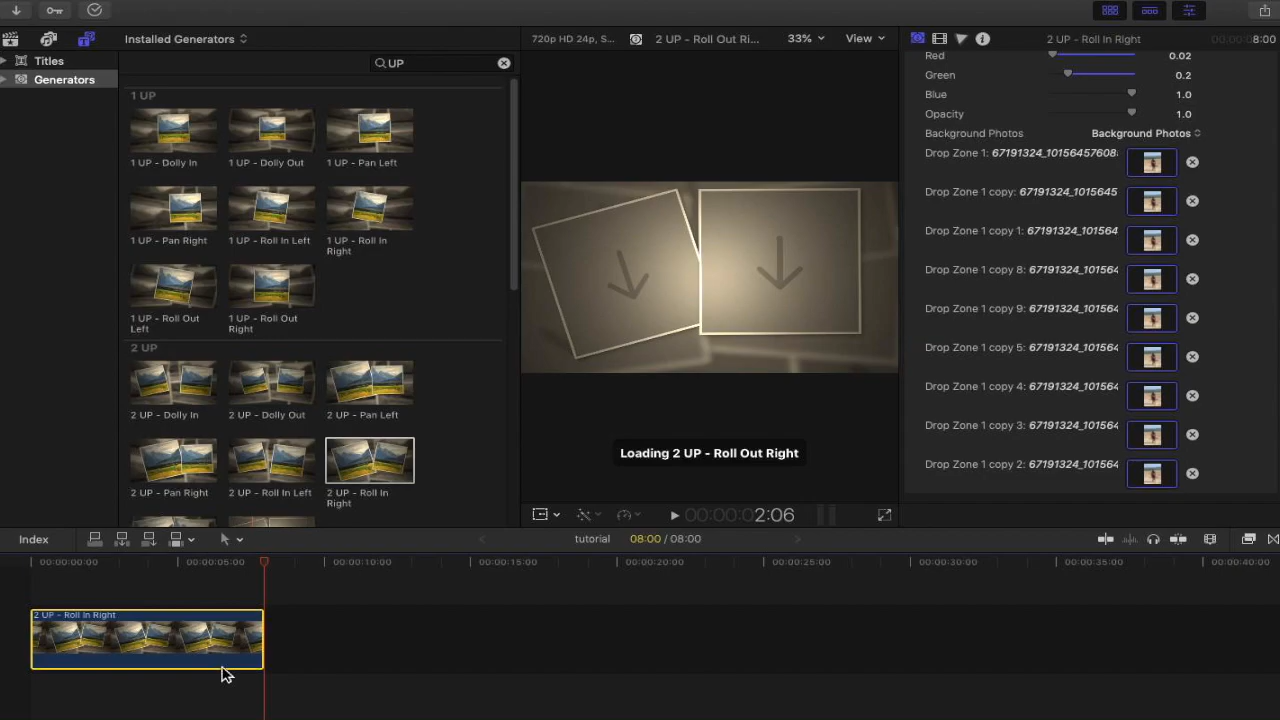 Installed Generators
720p HD 24p, S...
2 UP - Roll Out Ri...
33%
View
2 UP - Roll In Right
00:00:08:00
Titles
Generators
UP
1 UP
1 UP - Dolly In
1 UP - Dolly Out
1 UP - Pan Left
1 UP - Pan Right
1 UP - Roll In Left
1 UP - Roll In
Right
1 UP - Roll Out
Left
1 UP - Roll Out
Right
2 UP
2 UP - Dolly In
2 UP - Dolly Out
2 UP - Pan Left
2 UP - Pan Right
2 UP - Roll In Left
2 UP - Roll In
Right
Loading 2 UP - Roll Out Right
00:00:02:06
Red 0.02
Green 0.2
Blue 1.0
Opacity 1.0
Background Photos Background Photos
Drop Zone 1: 67191324_10156457608
Drop Zone 1 copy: 67191324_1015645
Drop Zone 1 copy 1: 67191324_101564
Drop Zone 1 copy 8: 67191324_101564
Drop Zone 1 copy 9: 67191324_101564
Drop Zone 1 copy 5: 67191324_101564
Drop Zone 1 copy 4: 67191324_101564
Drop Zone 1 copy 3: 67191324_101564
Drop Zone 1 copy 2: 67191324_101564
Index
tutorial
08:00 / 08:00
00:00:00:00
00:00:05:00
00:00:10:00
00:00:15:00
00:00:20:00
00:00:25:00
00:00:30:00
00:00:35:00
00:00:40:00
2 UP - Roll In Right